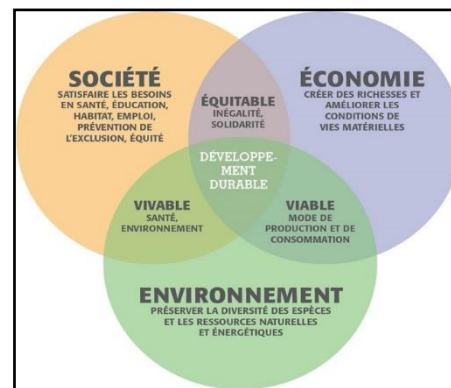 SOCIÉTÉ
SATISFAIRE LES BESOINS
EN SANTÉ, ÉDUCATION,
HABITAT, EMPLOI,
PRÉVENTION DE
L'EXCLUSION, ÉQUITÉ
ÉQUITABLE
INÉGALITÉ,
SOLIDARITÉ
ÉCONOMIE
CRÉER DES RICHESSES ET
AMÉLIORER LES
CONDITIONS DE
VIES MATÉRIELLES
DÉVELOPPE-
MENT
DURABLE
VIVABLE
SANTÉ,
ENVIRONNEMENT
VIABLE
MODE DE
PRODUCTION ET DE
CONSOMMATION
ENVIRONNEMENT
PRÉSERVER LA DIVERSITÉ DES ESPÈCES
ET LES RESSOURCES NATURELLES
ET ÉNERGÉTIQUES